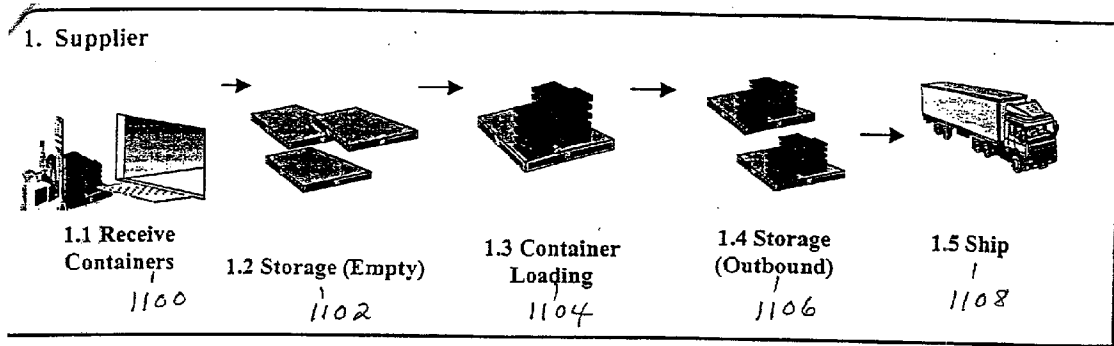 1. Supplier
1.1 Receive
Containers
1100
1.2 Storage (Empty)
1102
1.3 Container
Loading
1104
1.4 Storage
(Outbound)
1106
1.5 Ship
1108